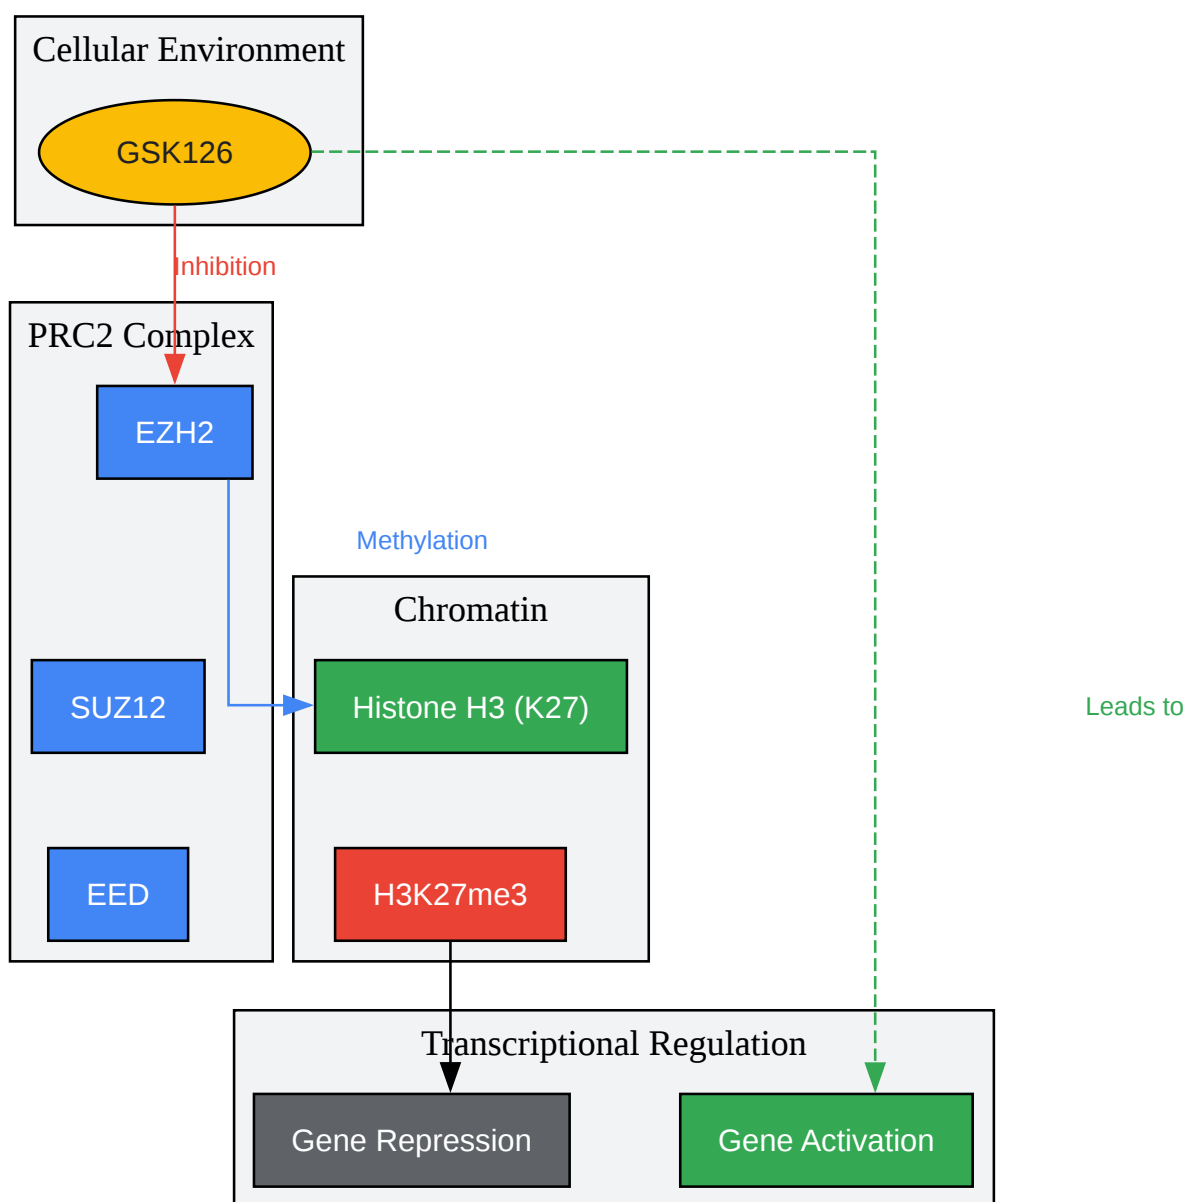 Cellular Environment
GSK126
Inhibition
PRC2 Complex
EZH2
Methylation
Chromatin
SUZ12
Histone H3 (K27)
Leads to
EED
H3K27me3
Transcriptional Regulation
Gene Repression
Gene Activation